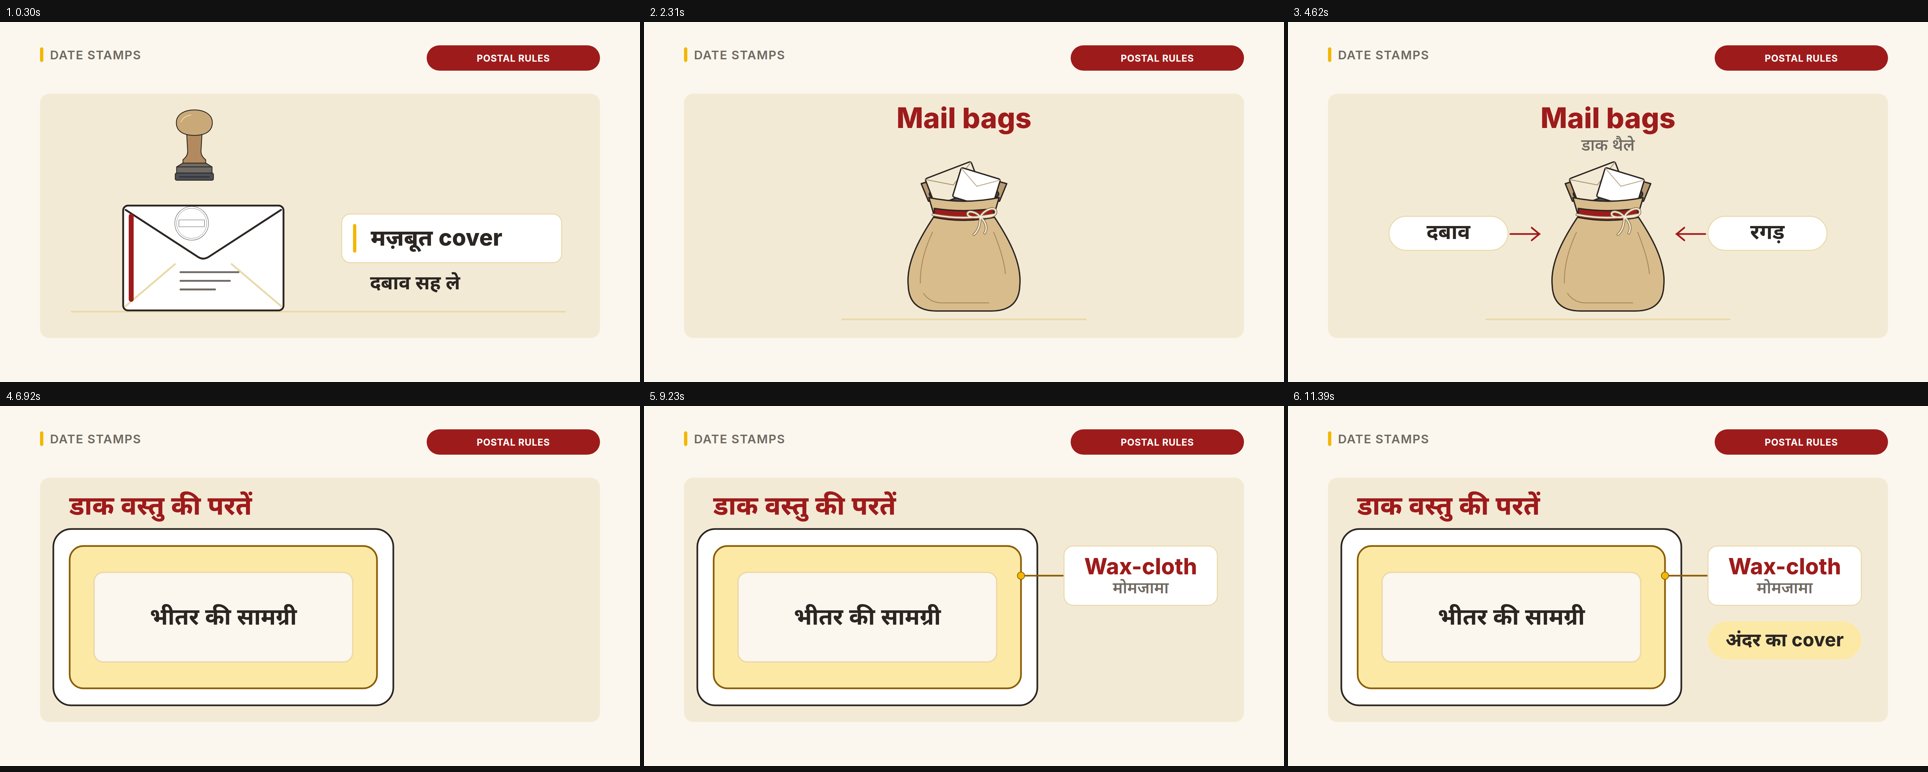 1. 0.30s
DATE STAMPS
POSTAL RULES
मज़बूत cover
दबाव सह ले
2. 2.31s
DATE STAMPS
POSTAL RULES
Mail bags
3. 4.62s
DATE STAMPS
POSTAL RULES
Mail bags
डाक थैले
दबाव
रगड़
4. 6.92s
DATE STAMPS
POSTAL RULES
डाक वस्तु की परतें
भीतर की सामग्री
5. 9.23s
DATE STAMPS
POSTAL RULES
डाक वस्तु की परतें
भीतर की सामग्री
Wax-cloth
मोमजामा
6. 11.39s
DATE STAMPS
POSTAL RULES
डाक वस्तु की परतें
भीतर की सामग्री
Wax-cloth
मोमजामा
अंदर का cover